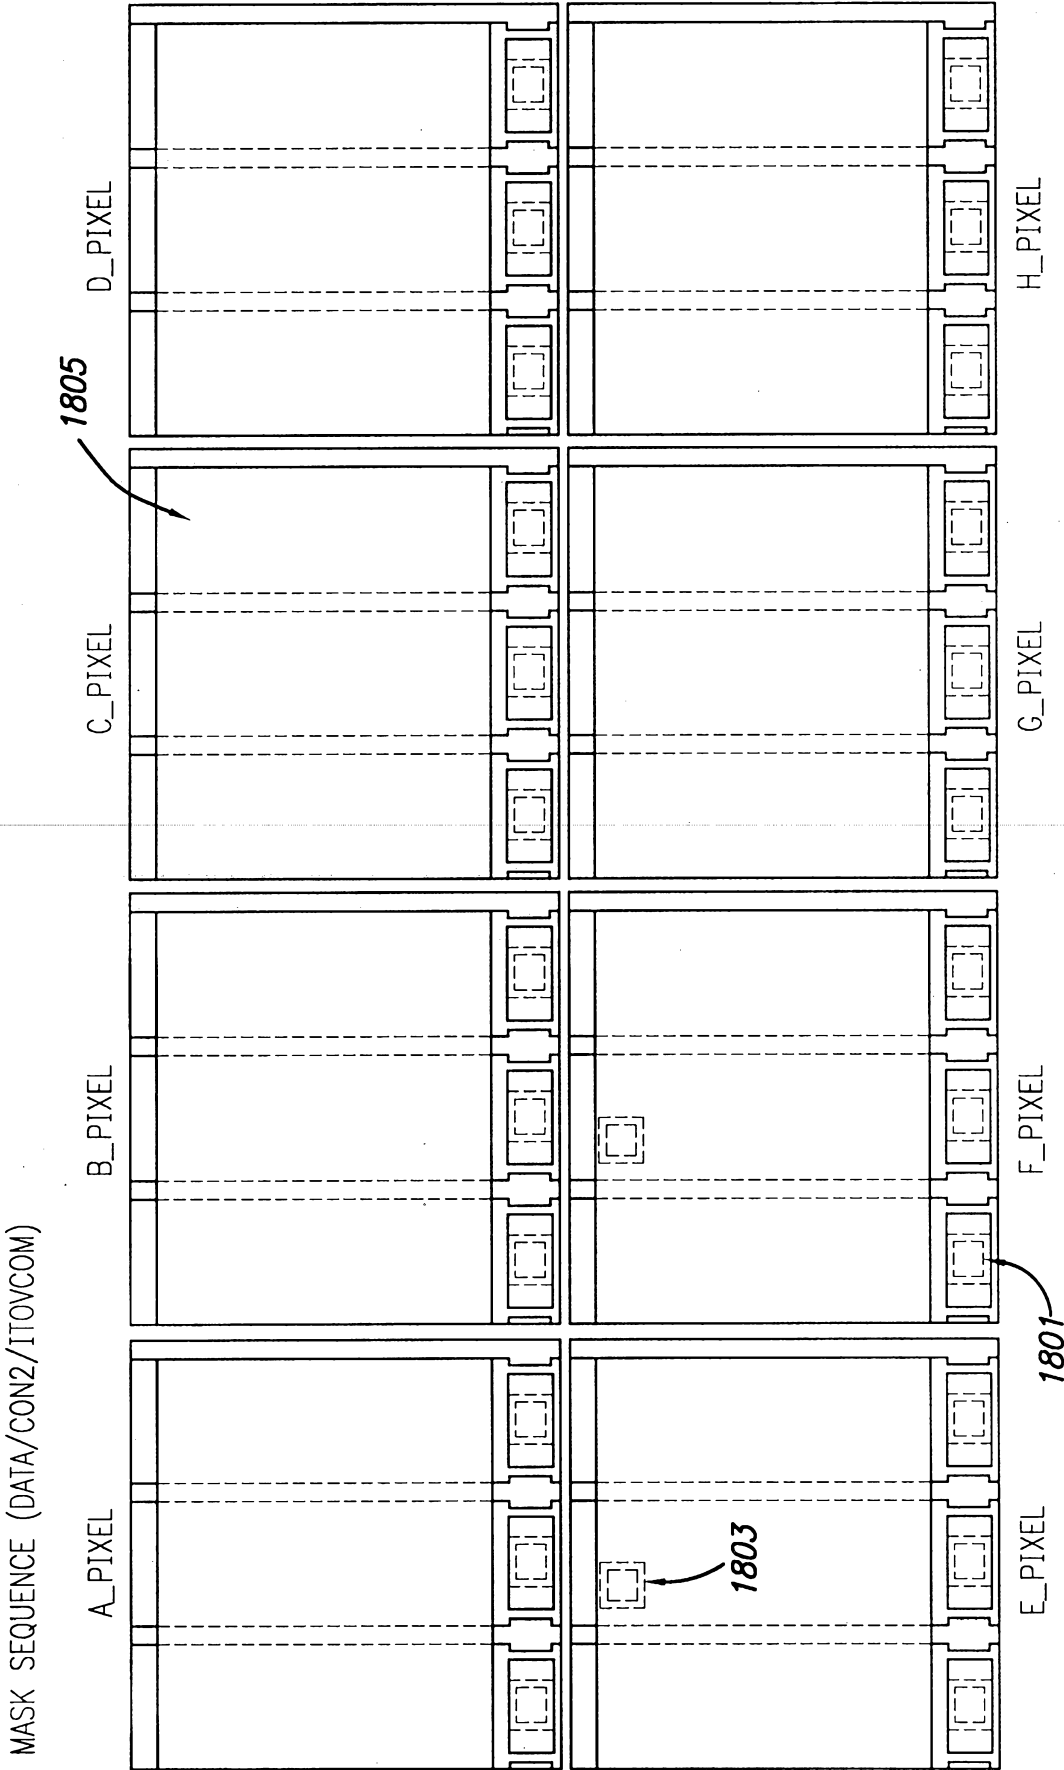 MASK SEQUENCE (DATA/CON2/ITOVCOM)
A_PIXEL
B_PIXEL
C_PIXEL
D_PIXEL
1805
1803
1801
E_PIXEL
F_PIXEL
G_PIXEL
H_PIXEL